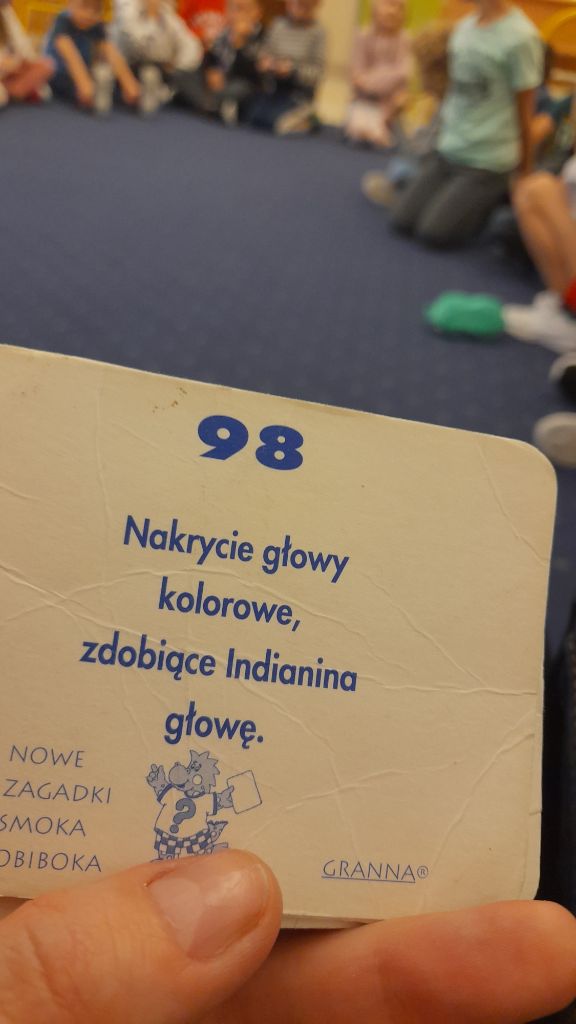 98
Nakrycie głowy
kolorowe,
zdobiące Indianina
głowę.
NOWE
ZAGADKI
SMOKA
OBIBOKA
?
GRANNA®